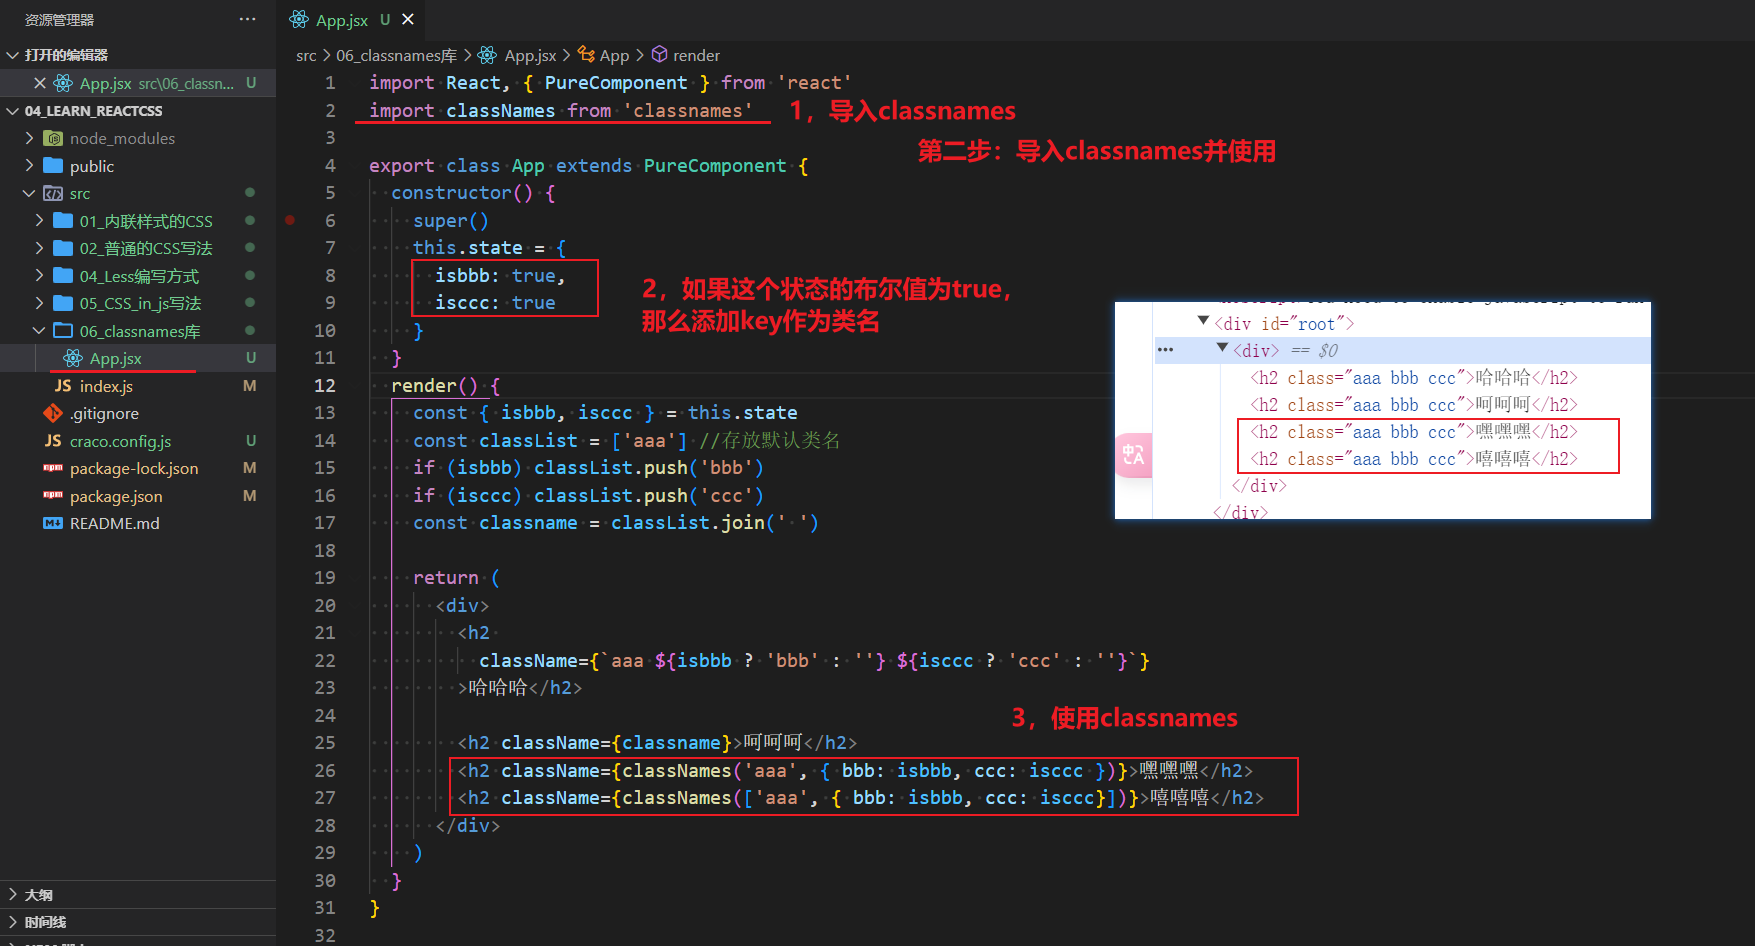 资源管理器 ···
打开的编辑器
App.jsx src\06_classn... U
04_LEARN_REACTCSS
node_modules
public
src
01_内联样式的CSS
02_普通的CSS写法
04_Less编写方式
05_CSS_in_js写法
06_classnames库
App.jsx U
JS index.js M
.gitignore
JS craco.config.js U
package-lock.json M
package.json M
README.md
大纲
时间线
App.jsx U
src > 06_classnames库 > App.jsx > App > render
1 import React, { PureComponent } from 'react'
2 import classNames from 'classnames'
3
4 export class App extends PureComponent {
5 constructor() {
6 super()
7 this.state = {
8 isbbb: true,
9 isccc: true
10 }
11 }
12 render() {
13 const { isbbb, isccc } = this.state
14 const classList = ['aaa'] //存放默认类名
15 if (isbbb) classList.push('bbb')
16 if (isccc) classList.push('ccc')
17 const classname = classList.join(' ')
18
19 return (
20 <div>
21 <h2
22 className={`aaa ${isbbb ? 'bbb' : ''} ${isccc ? 'ccc' : ''}`}
23 >哈哈哈</h2>
24
25 <h2 className={classname}>呵呵呵</h2>
26 <h2 className={classNames('aaa', { bbb: isbbb, ccc: isccc })}>嘿嘿嘿</h2>
27 <h2 className={classNames(['aaa', { bbb: isbbb, ccc: isccc}])}>嘻嘻嘻</h2>
28 </div>
29 )
30 }
31 }
32
1，导入classnames
第二步：导入classnames并使用
2，如果这个状态的布尔值为true，
那么添加key作为类名
3，使用classnames
<div id="root">
··· <div> == $0
<h2 class="aaa bbb ccc">哈哈哈</h2>
<h2 class="aaa bbb ccc">呵呵呵</h2>
<h2 class="aaa bbb ccc">嘿嘿嘿</h2>
<h2 class="aaa bbb ccc">嘻嘻嘻</h2>
</div>
</div>